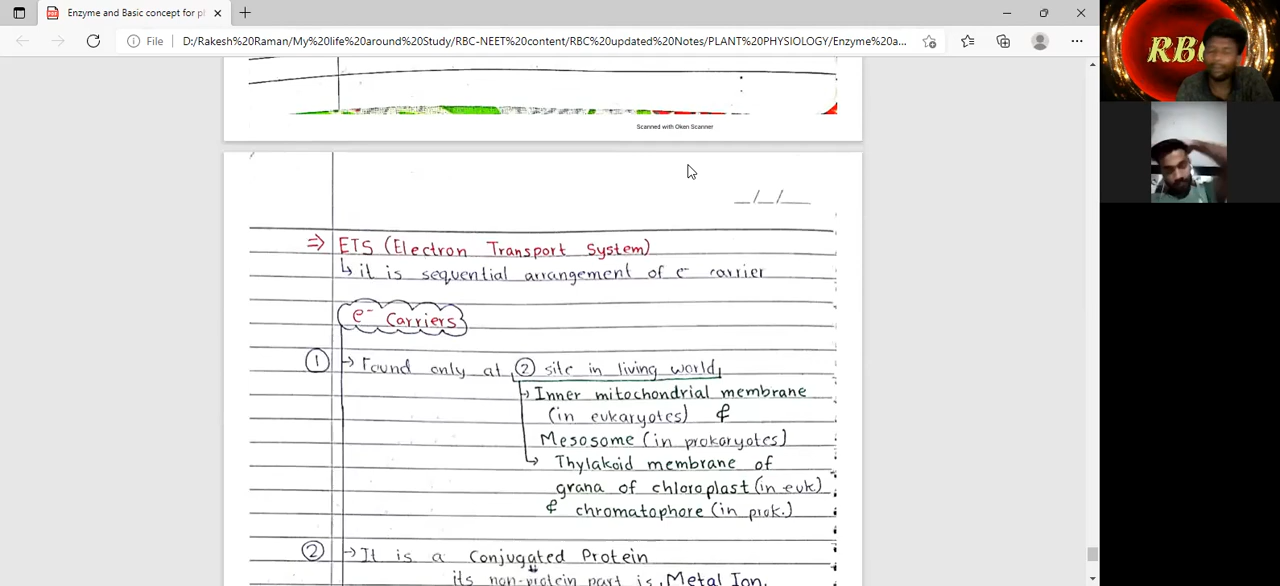 Enzyme and Basic concept for pl
File
D:/Rakesh%20Raman/My%20life%20around%20Study/RBC-NEET%20content/RBC%20updated%20Notes/PLANT%20PHYSIOLOGY/Enzyme%20a...
RBC
Scanned with Oken Scanner
_/_/__
⇒ ETS (Electron Transport System)
↳ it is sequential arrangement of e⁻ carrier
e⁻ Carriers
① → Found only at ② site in living world
→ Inner mitochondrial membrane
(in eukaryotes) &
Mesosome (in prokaryotes)
↳ Thylakoid membrane of
grana of chloroplast (in euk)
& chromatophore (in prok.)
② → It is a Conjugated Protein
its non-protein part is Metal Ion.